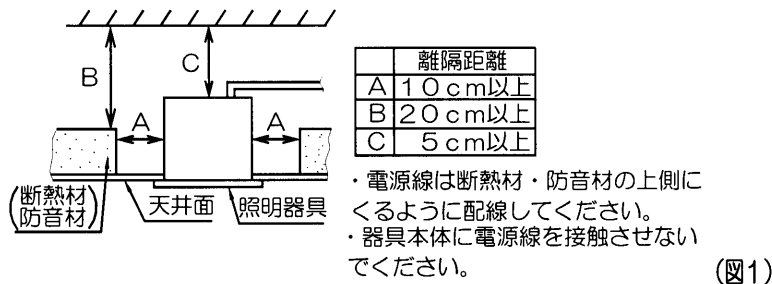 B
C
A
A
(断熱材
防音材)
天井面
照明器具
離隔距離
A 10cm以上
B 20cm以上
C 5cm以上
・電源線は断熱材・防音材の上側に
くるように配線してください。
・器具本体に電源線を接触させない
でください。
(図1)